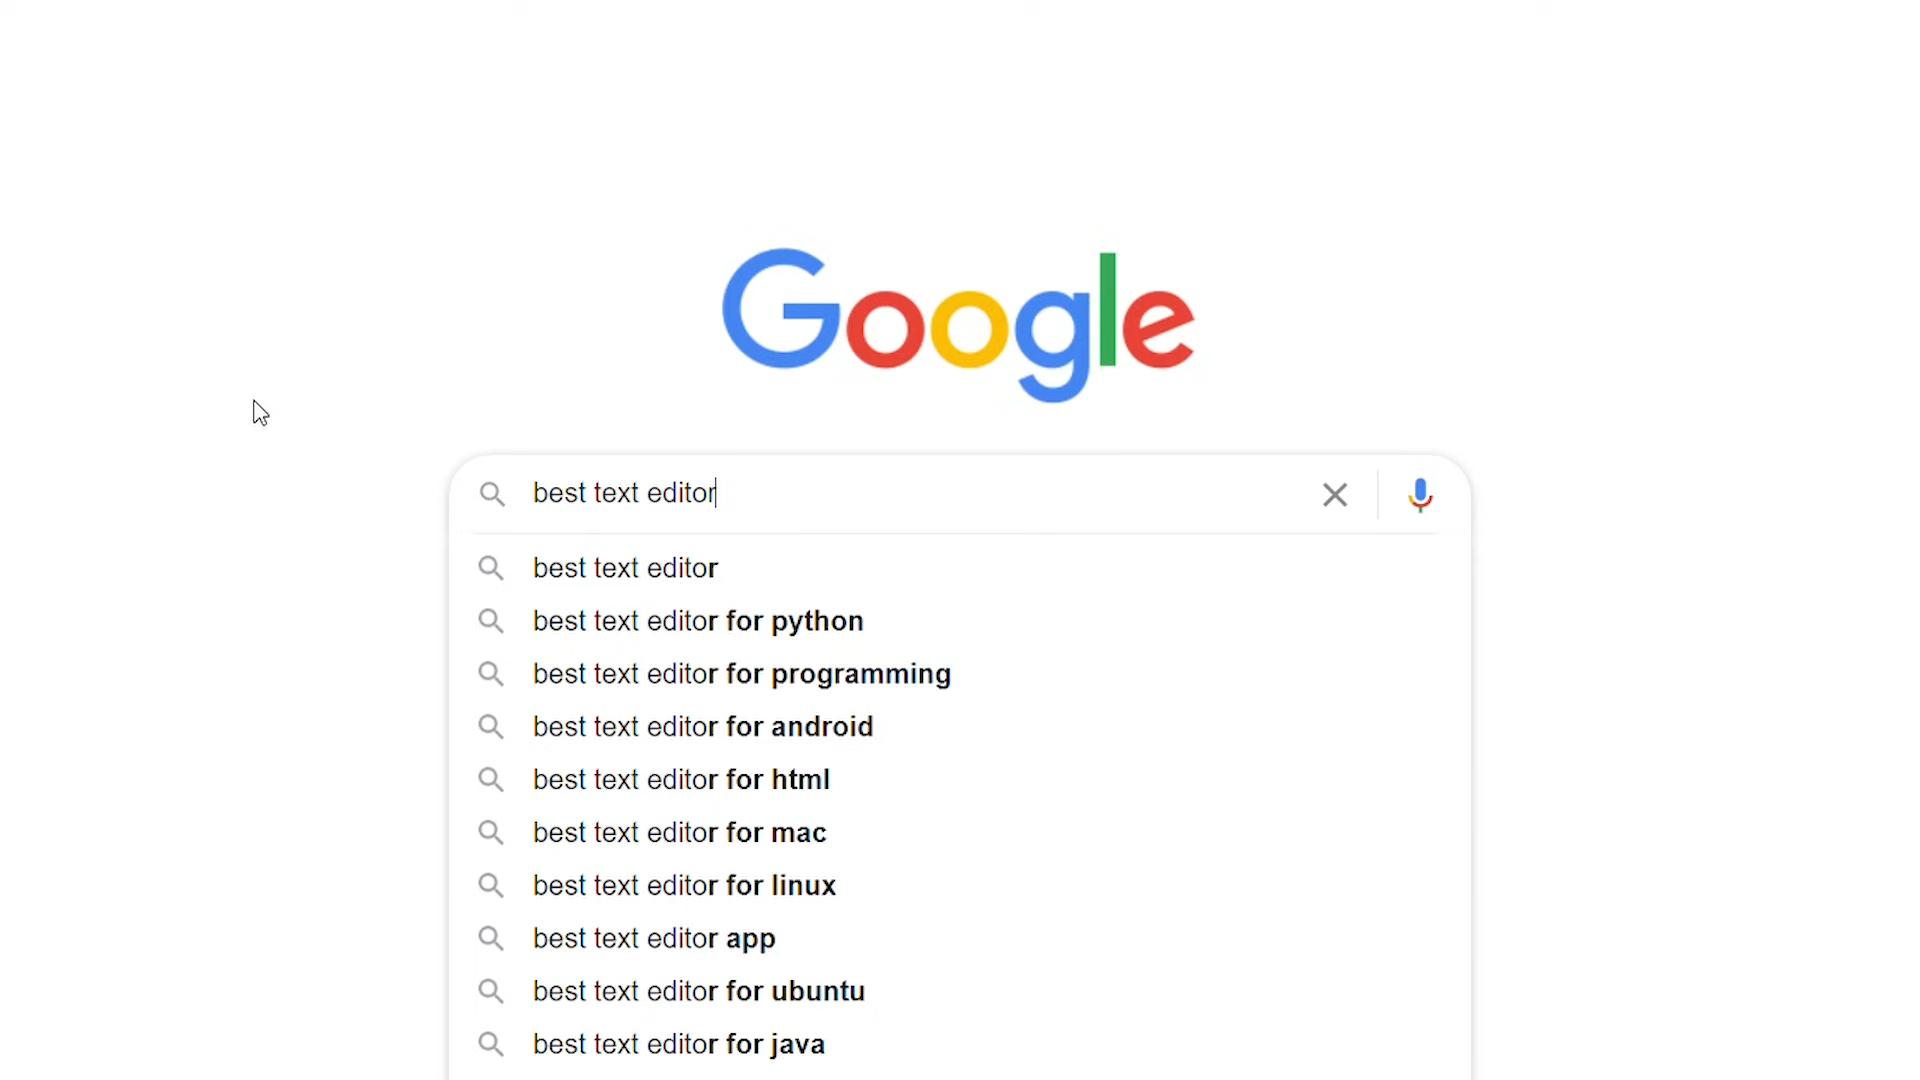 Google
best text editor
best text editor
best text editor for python
best text editor for programming
best text editor for android
best text editor for html
best text editor for mac
best text editor for linux
best text editor app
best text editor for ubuntu
best text editor for java